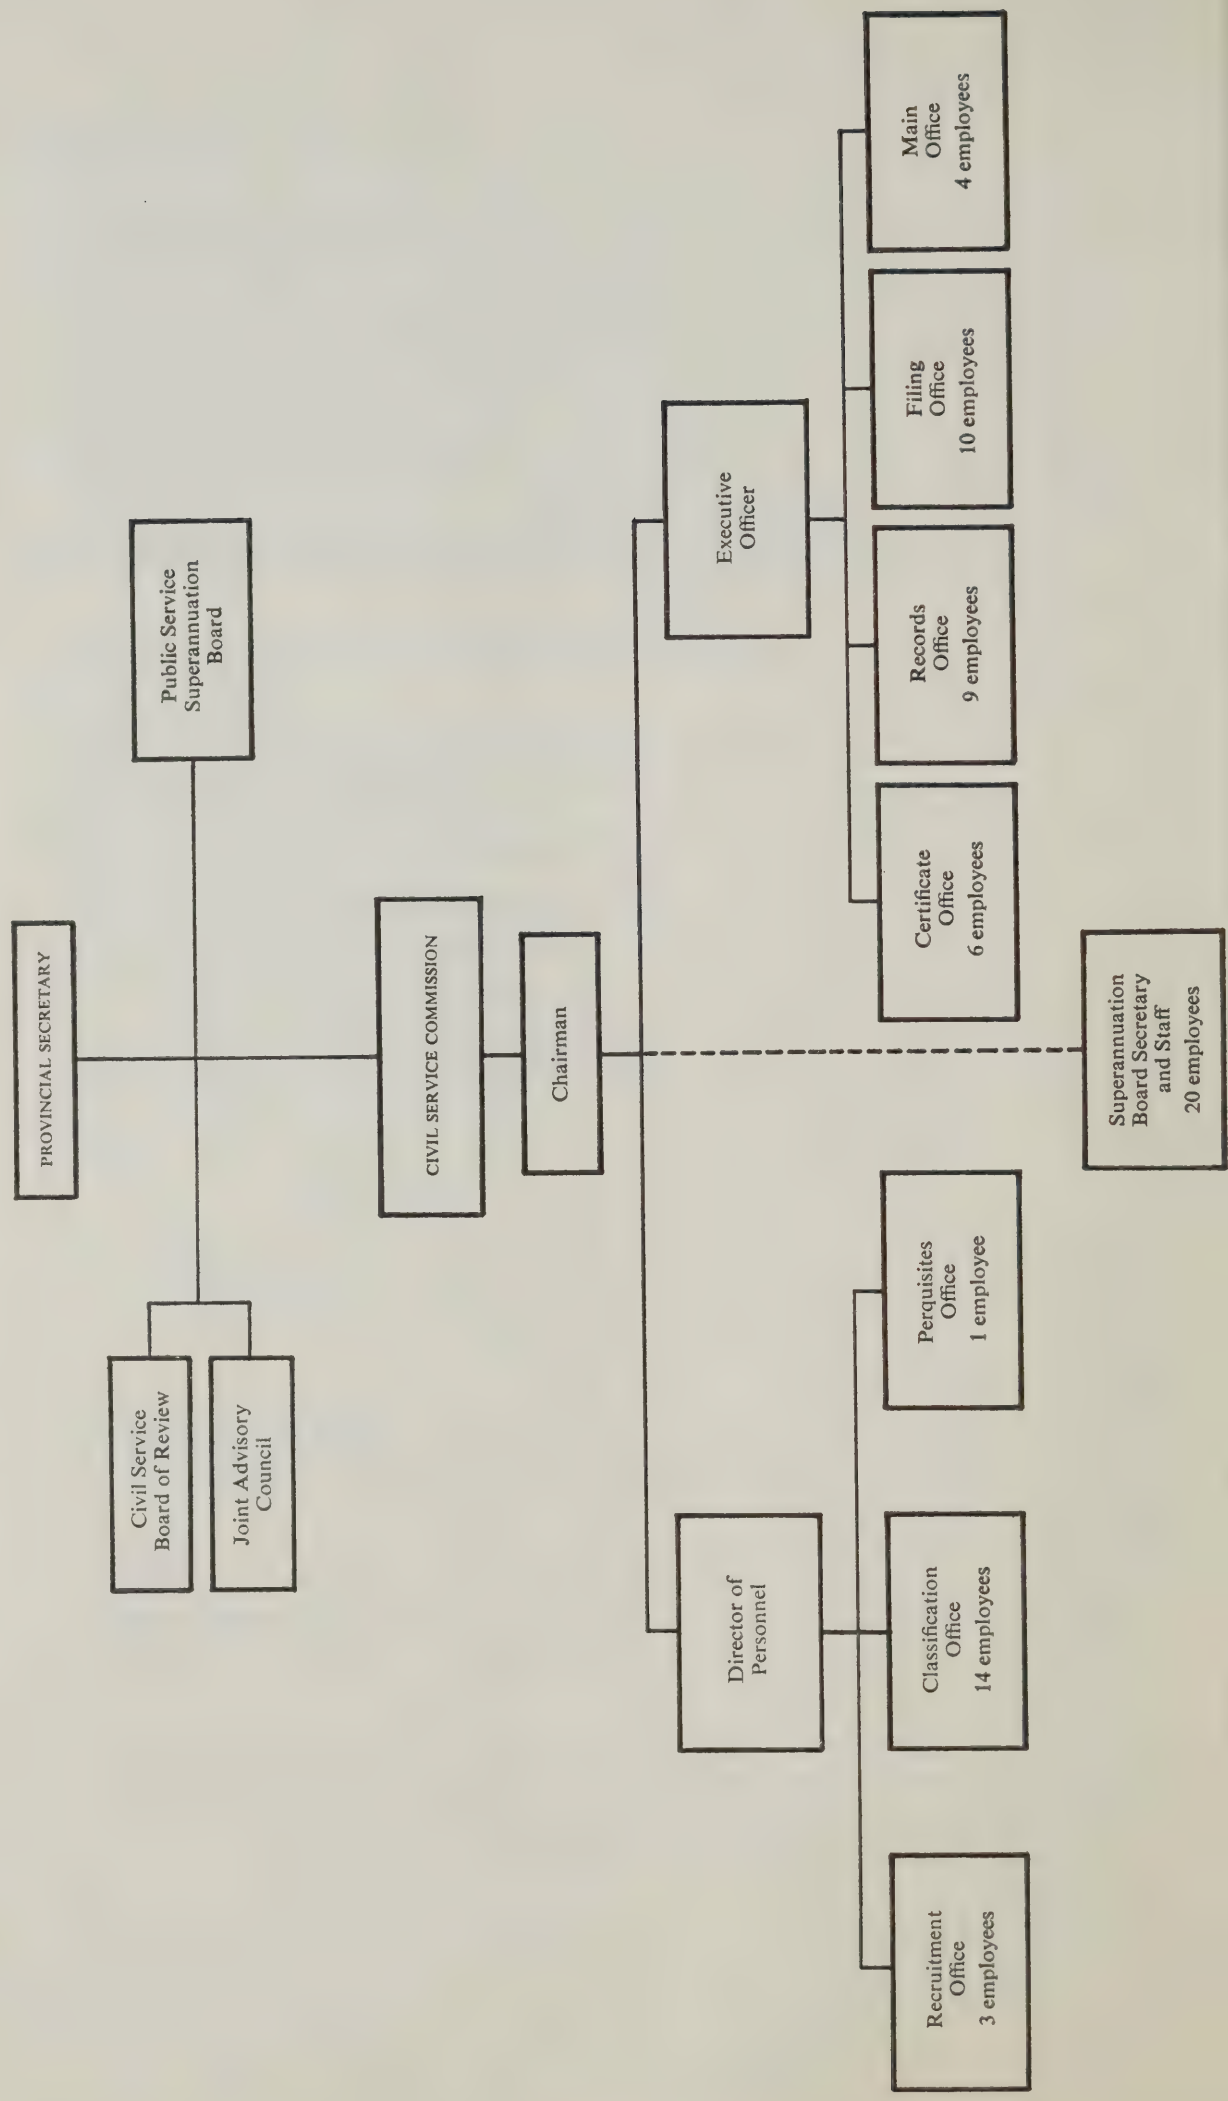 PROVINCIAL SECRETARY
Civil Service
Board of Review
Joint Advisory
Council
Public Service
Superannuation
Board
CIVIL SERVICE COMMISSION
Chairman
Director of
Personnel
Executive
Officer
Recruitment
Office
3 employees
Classification
Office
14 employees
Perquisites
Office
1 employee
Certificate
Office
6 employees
Records
Office
9 employees
Filing
Office
10 employees
Main
Office
4 employees
Superannuation
Board Secretary
and Staff
20 employees